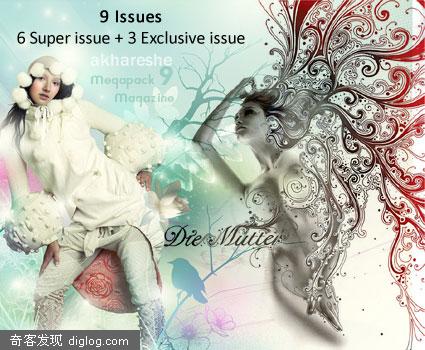 9 Issues
6 Super issue + 3 Exclusive issue
akhareshe
Megapack 9
Magazine
Die Mutter
奇客发现 diglog.com